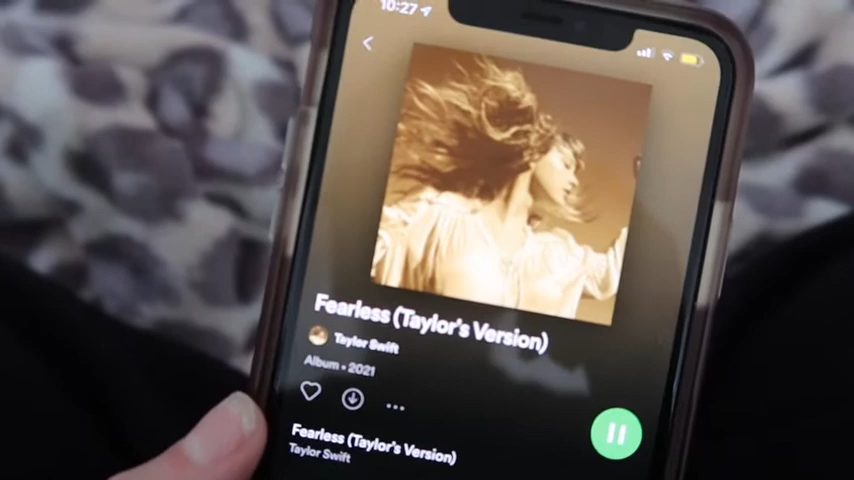 10:27
Fearless (Taylor's Version)
Taylor Swift
Album • 2021
Fearless (Taylor's Version)
Taylor Swift